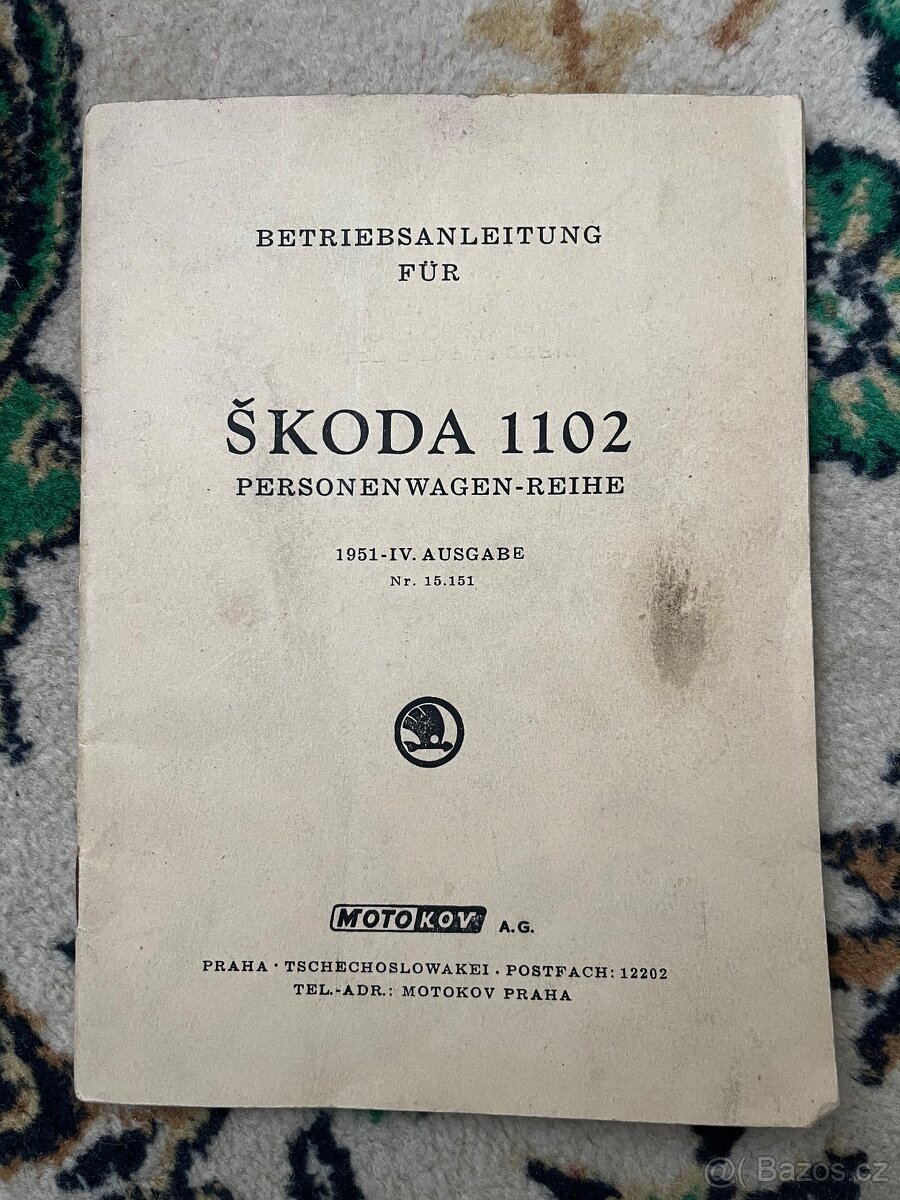 BETRIEBSANLEITUNG
FÜR
ŠKODA 1102
PERSONENWAGEN-REIHE
1951-IV. AUSGABE
Nr. 15.151
MOTOKOV A.G.
PRAHA · TSCHECHOSLOWAKEI · POSTFACH: 12202
TEL.-ADR.: MOTOKOV PRAHA
@( Bazos.cz